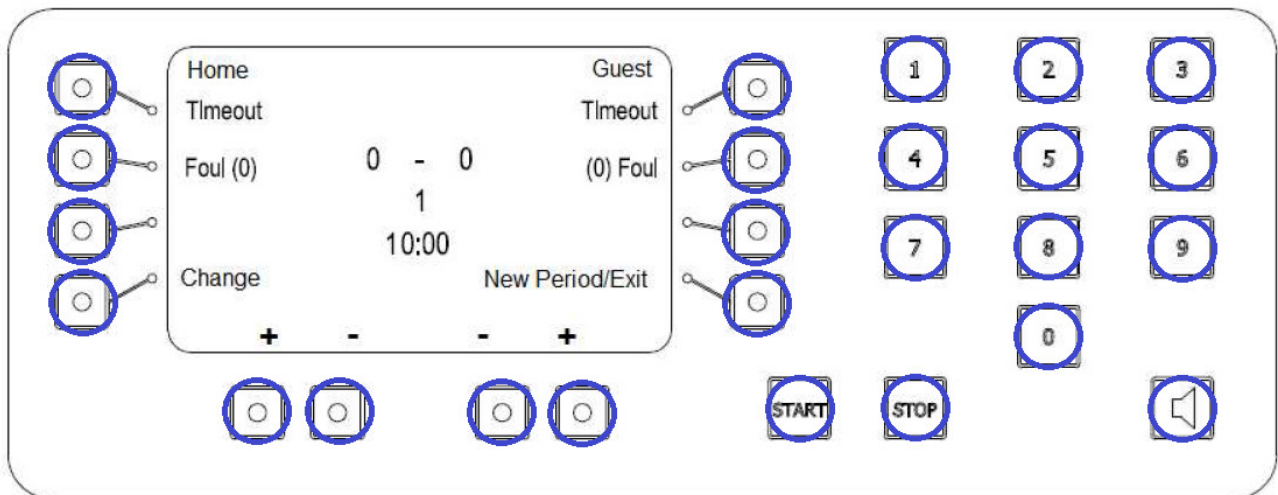 Home Guest
TImeout TImeout
Foul (0) 0 - 0 (0) Foul
1
10:00
Change New Period/Exit
+ - - +
1 2 3
4 5 6
7 8 9
0
START STOP